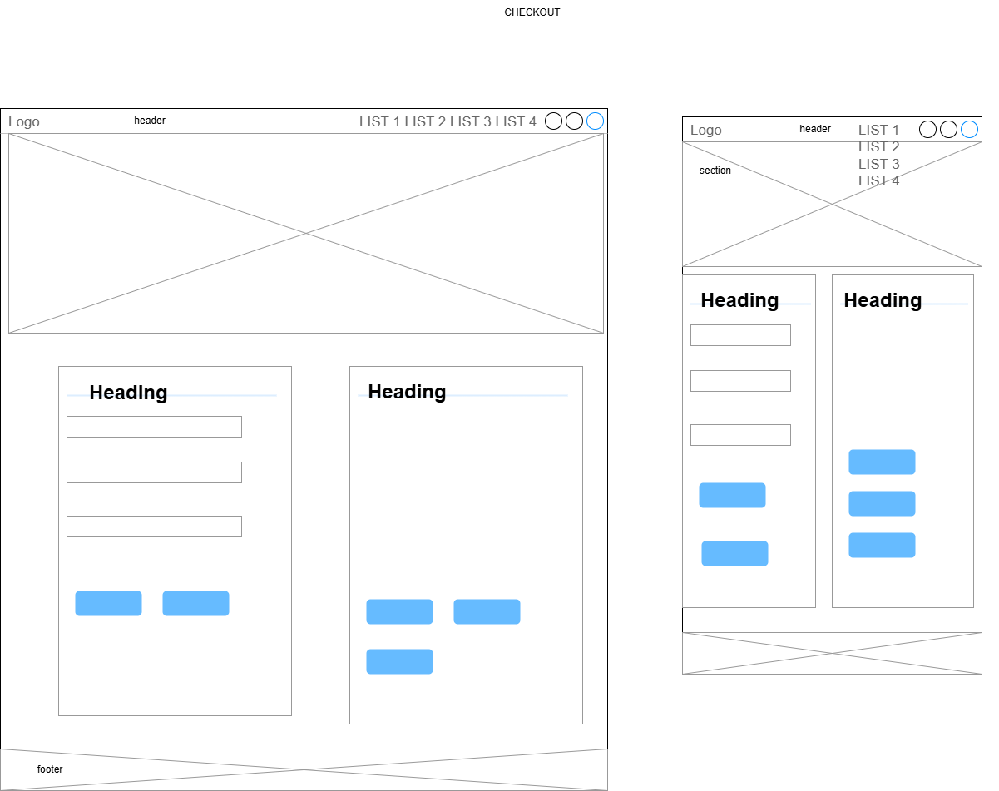 CHECKOUT
Logo
header
LIST 1 LIST 2 LIST 3 LIST 4
Heading
Heading
footer
Logo
header
LIST 1
LIST 2
LIST 3
LIST 4
section
Heading
Heading